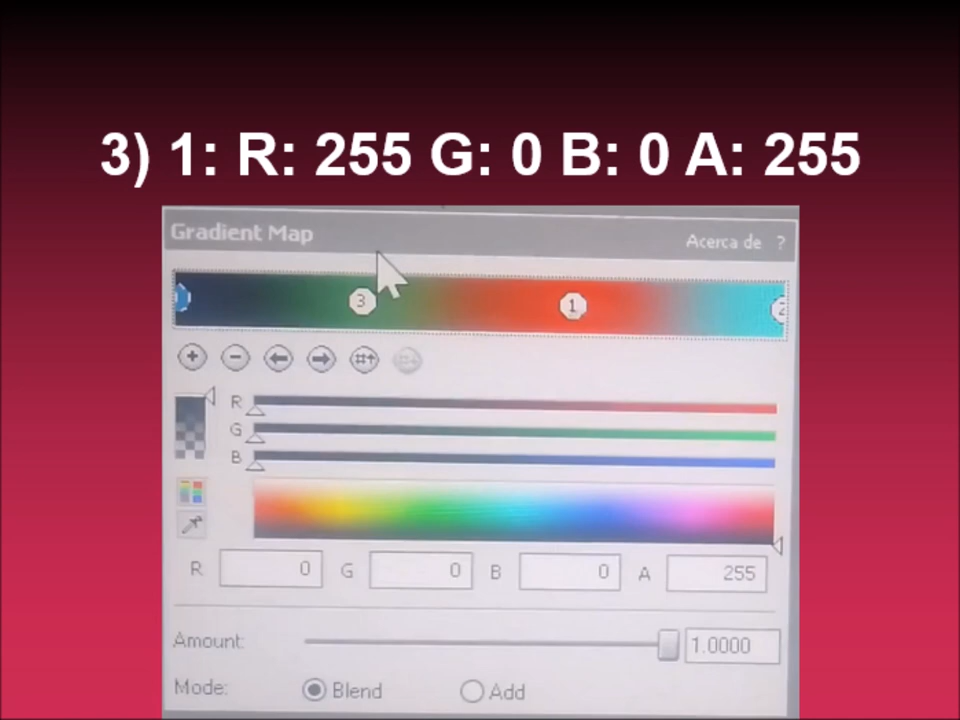 3) 1: R: 255 G: 0 B: 0 A: 255
Gradient Map Acerca de ?
3 1 2
R
G
B
R 0 G 0 B 0 A 255
Amount: 1.0000
Mode: Blend Add